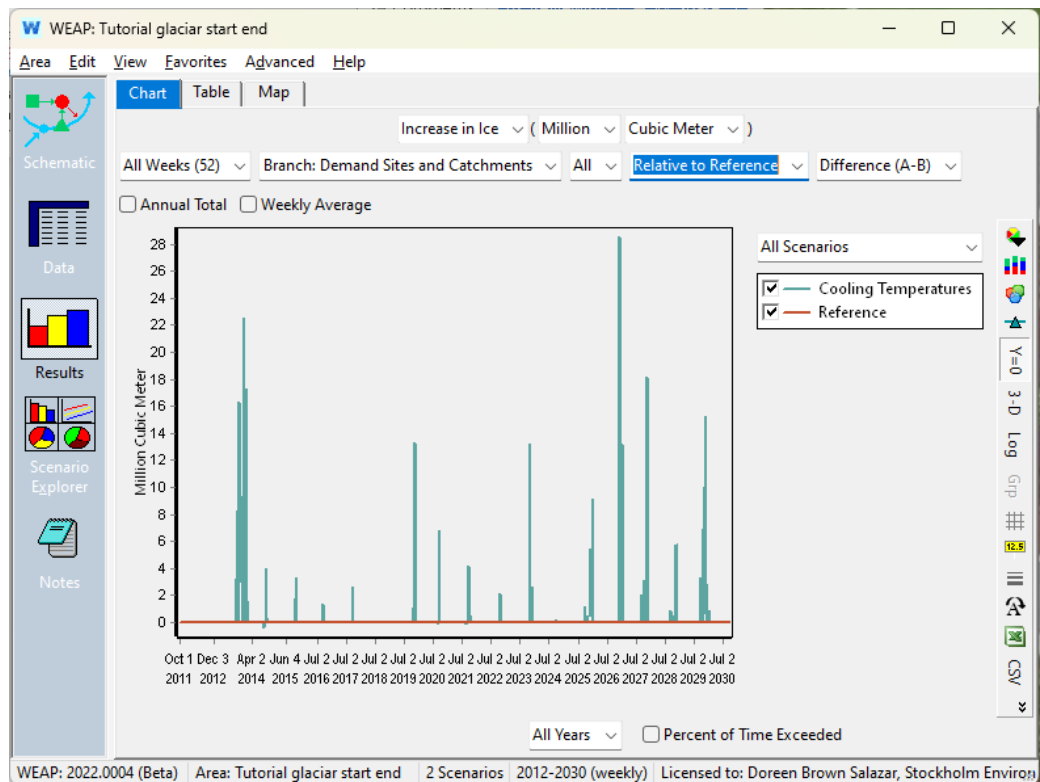 W WEAP: Tutorial glaciar start end
Area Edit View Favorites Advanced Help
Chart Table Map
Increase in Ice ( Million Cubic Meter )
All Weeks (52) Branch: Demand Sites and Catchments All Relative to Reference Difference (A-B)
Annual Total Weekly Average
Schematic
Data
Results
Scenario
Explorer
Notes
Million Cubic Meter
28
26
24
22
20
18
16
14
12
10
8
6
4
2
0
Oct 1 Dec 3 Apr 2 Jun 4 Jul 2 Jul 2 Jul 2 Jul 2 Jul 2 Jul 2 Jul 2 Jul 2 Jul 2 Jul 2 Jul 2 Jul 2 Jul 2 Jul 2 Jul 2
2011 2012 2014 2015 2016 2017 2018 2019 2020 2021 2022 2023 2024 2025 2026 2027 2028 2029 2030
All Scenarios
Cooling Temperatures
Reference
Y=0
3-D
Log
Grp
12.5
A
CSV
All Years Percent of Time Exceeded
WEAP: 2022.0004 (Beta) Area: Tutorial glaciar start end 2 Scenarios 2012-2030 (weekly) Licensed to: Doreen Brown Salazar, Stockholm Environ